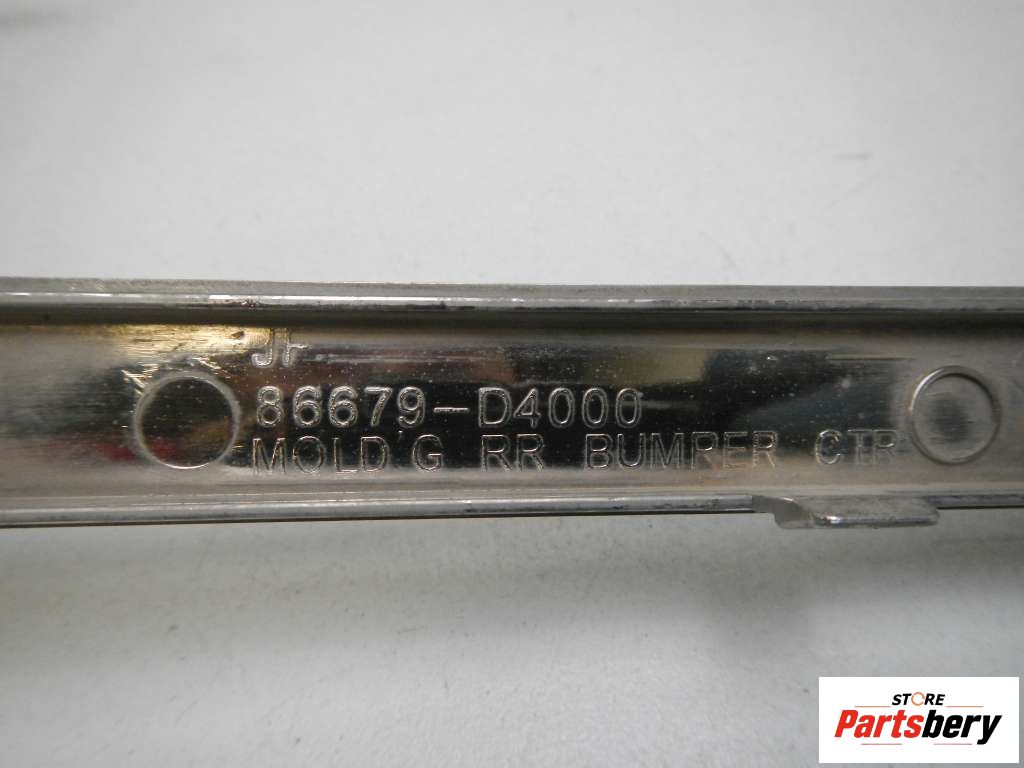 JF
86679-D4000
MOLD'G RR BUMPER CTR
STORE
Partsbery